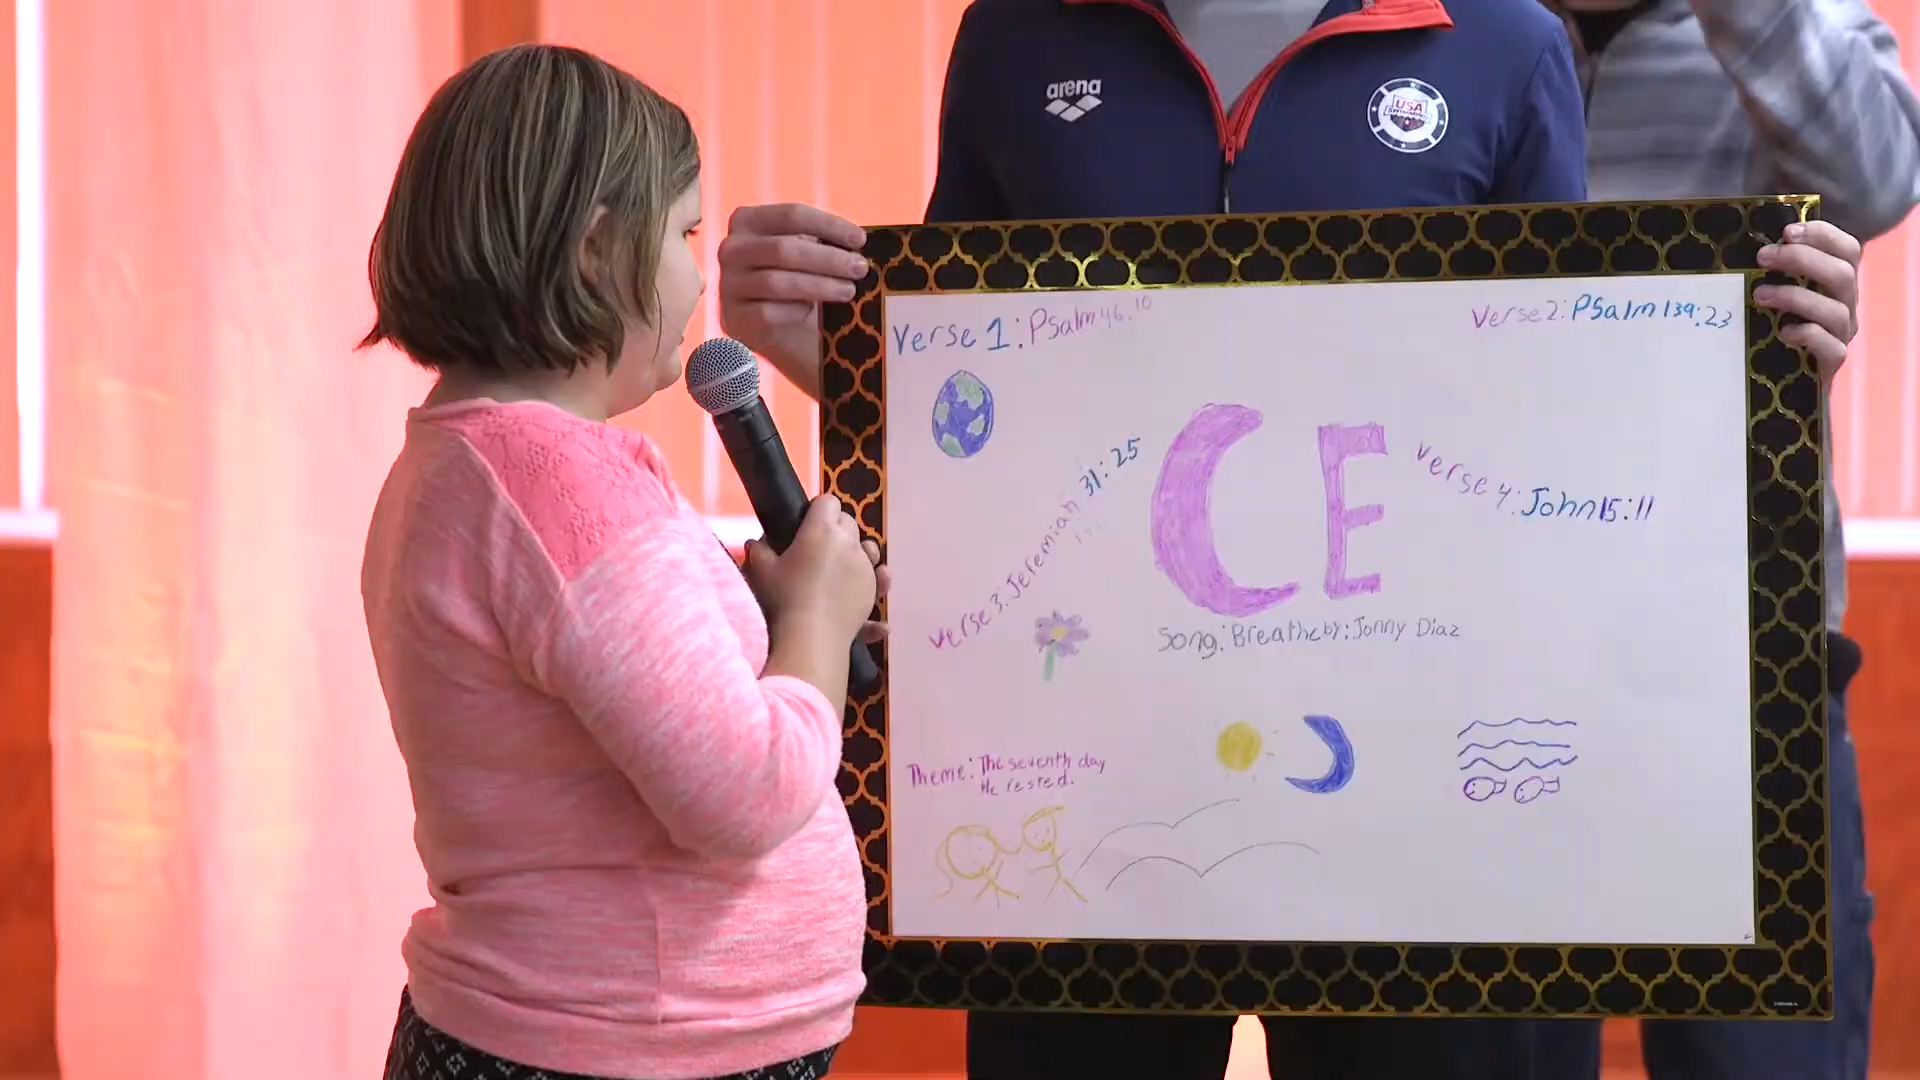 arena
USA
Verse 1: Psalm 46:10
Verse 2: Psalm 139:23
Verse 3: Jeremiah 31:25
CE
Verse 4: John 15:11
Song: Breathe by: Jonny Diaz
Theme: The seventh day
He rested.